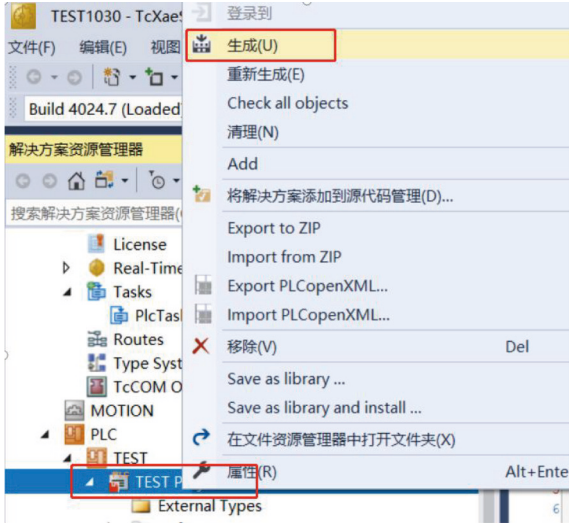 TEST1030 - TcXaeS
文件(F) 编辑(E) 视图
Build 4024.7 (Loaded
解决方案资源管理器
搜索解决方案资源管理器(
License
Real-Time
Tasks
PlcTas
Routes
Type Syst
TcCOM O
MOTION
PLC
TEST
TEST P
External Types
登录到
生成(U)
重新生成(E)
Check all objects
清理(N)
Add
将解决方案添加到源代码管理(D)...
Export to ZIP
Import from ZIP
Export PLCopenXML...
Import PLCopenXML...
移除(V) Del
Save as library ...
Save as library and install ...
在文件资源管理器中打开文件夹(X)
属性(R) Alt+Ente
6